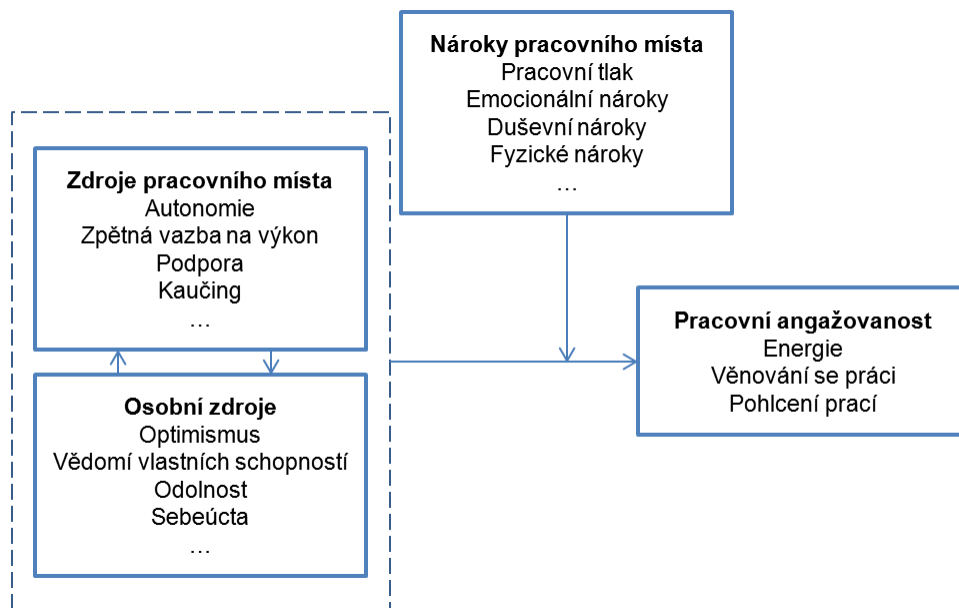 Nároky pracovního místa
Pracovní tlak
Emocionální nároky
Duševní nároky
Fyzické nároky
…
Zdroje pracovního místa
Autonomie
Zpětná vazba na výkon
Podpora
Kaučing
…
Osobní zdroje
Optimismus
Vědomí vlastních schopností
Odolnost
Sebeúcta
…
Pracovní angažovanost
Energie
Věnování se práci
Pohlcení prací